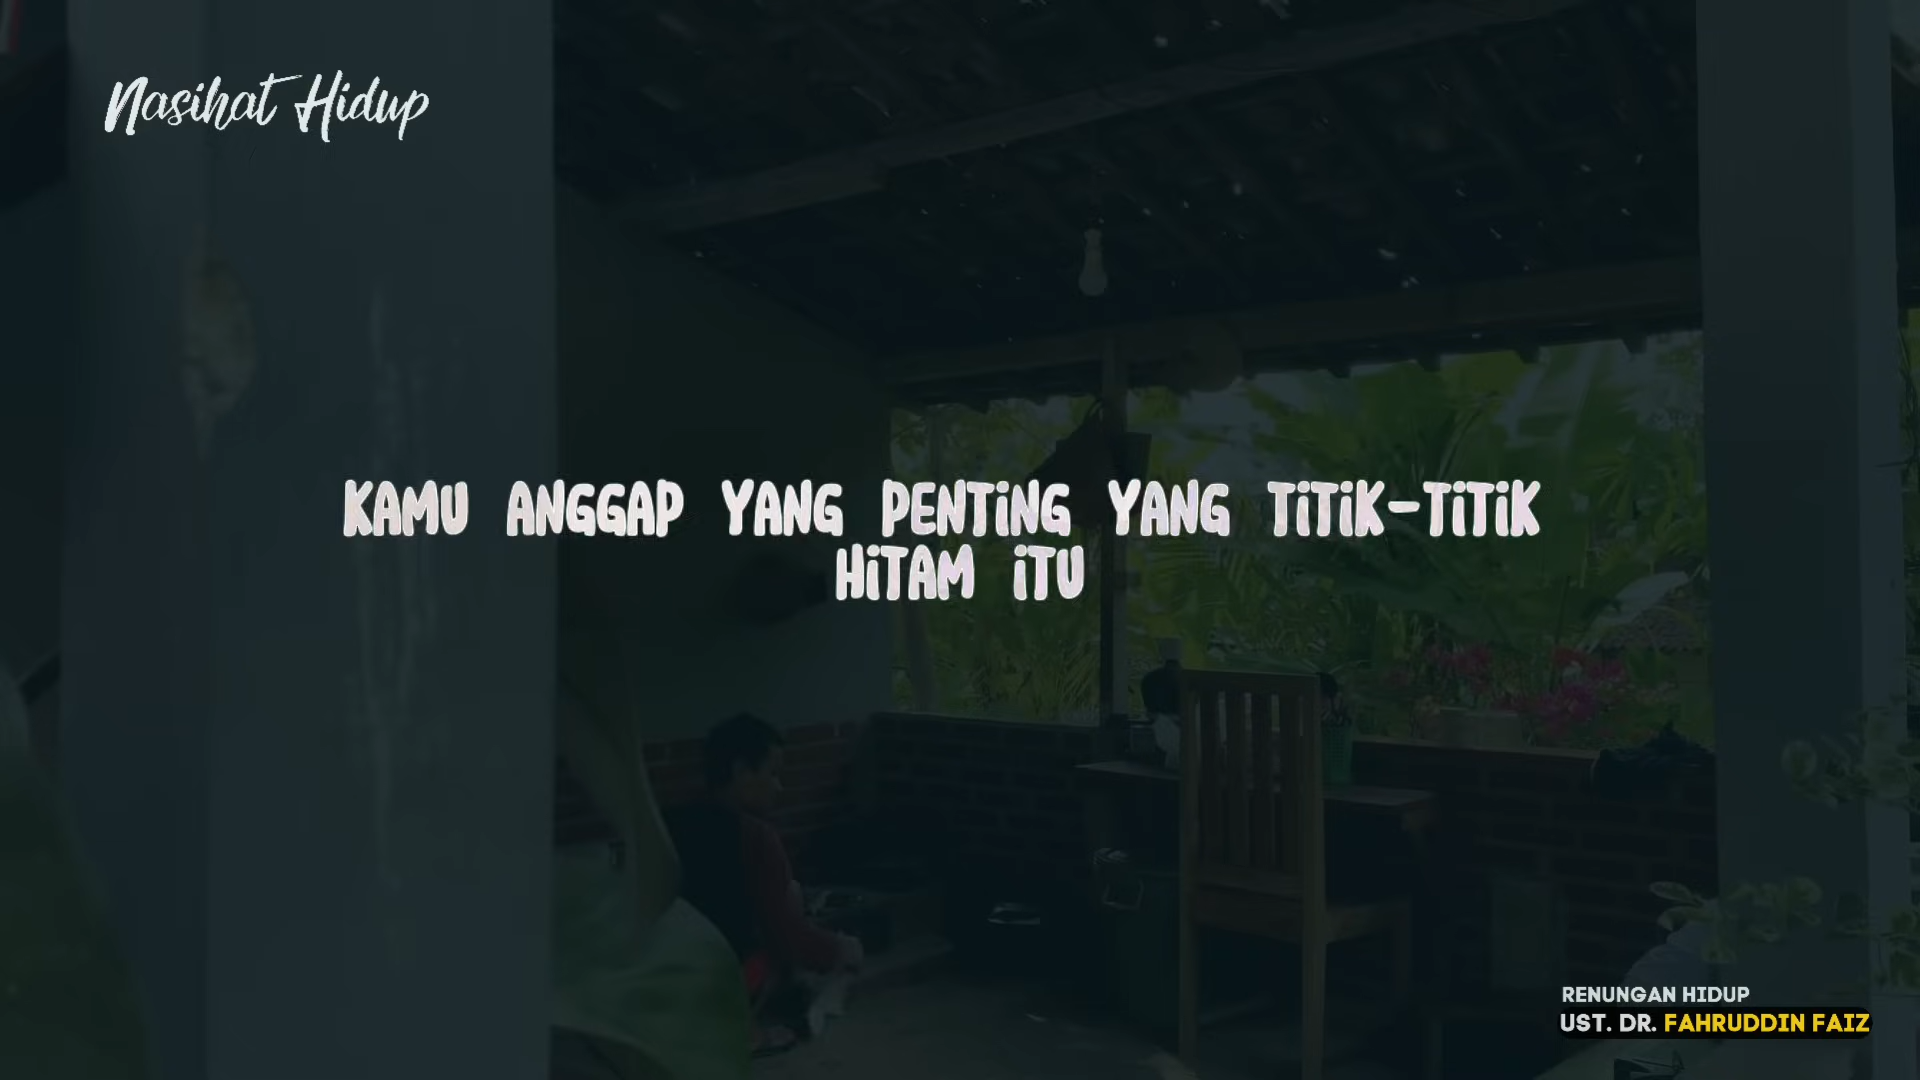 Nasihat Hidup
KAMU ANGGAP YANG PENTiNG YANG TiTiK-TiTiK
HiTAM iTU
RENUNGAN HIDUP
UST. DR. FAHRUDDIN FAIZ